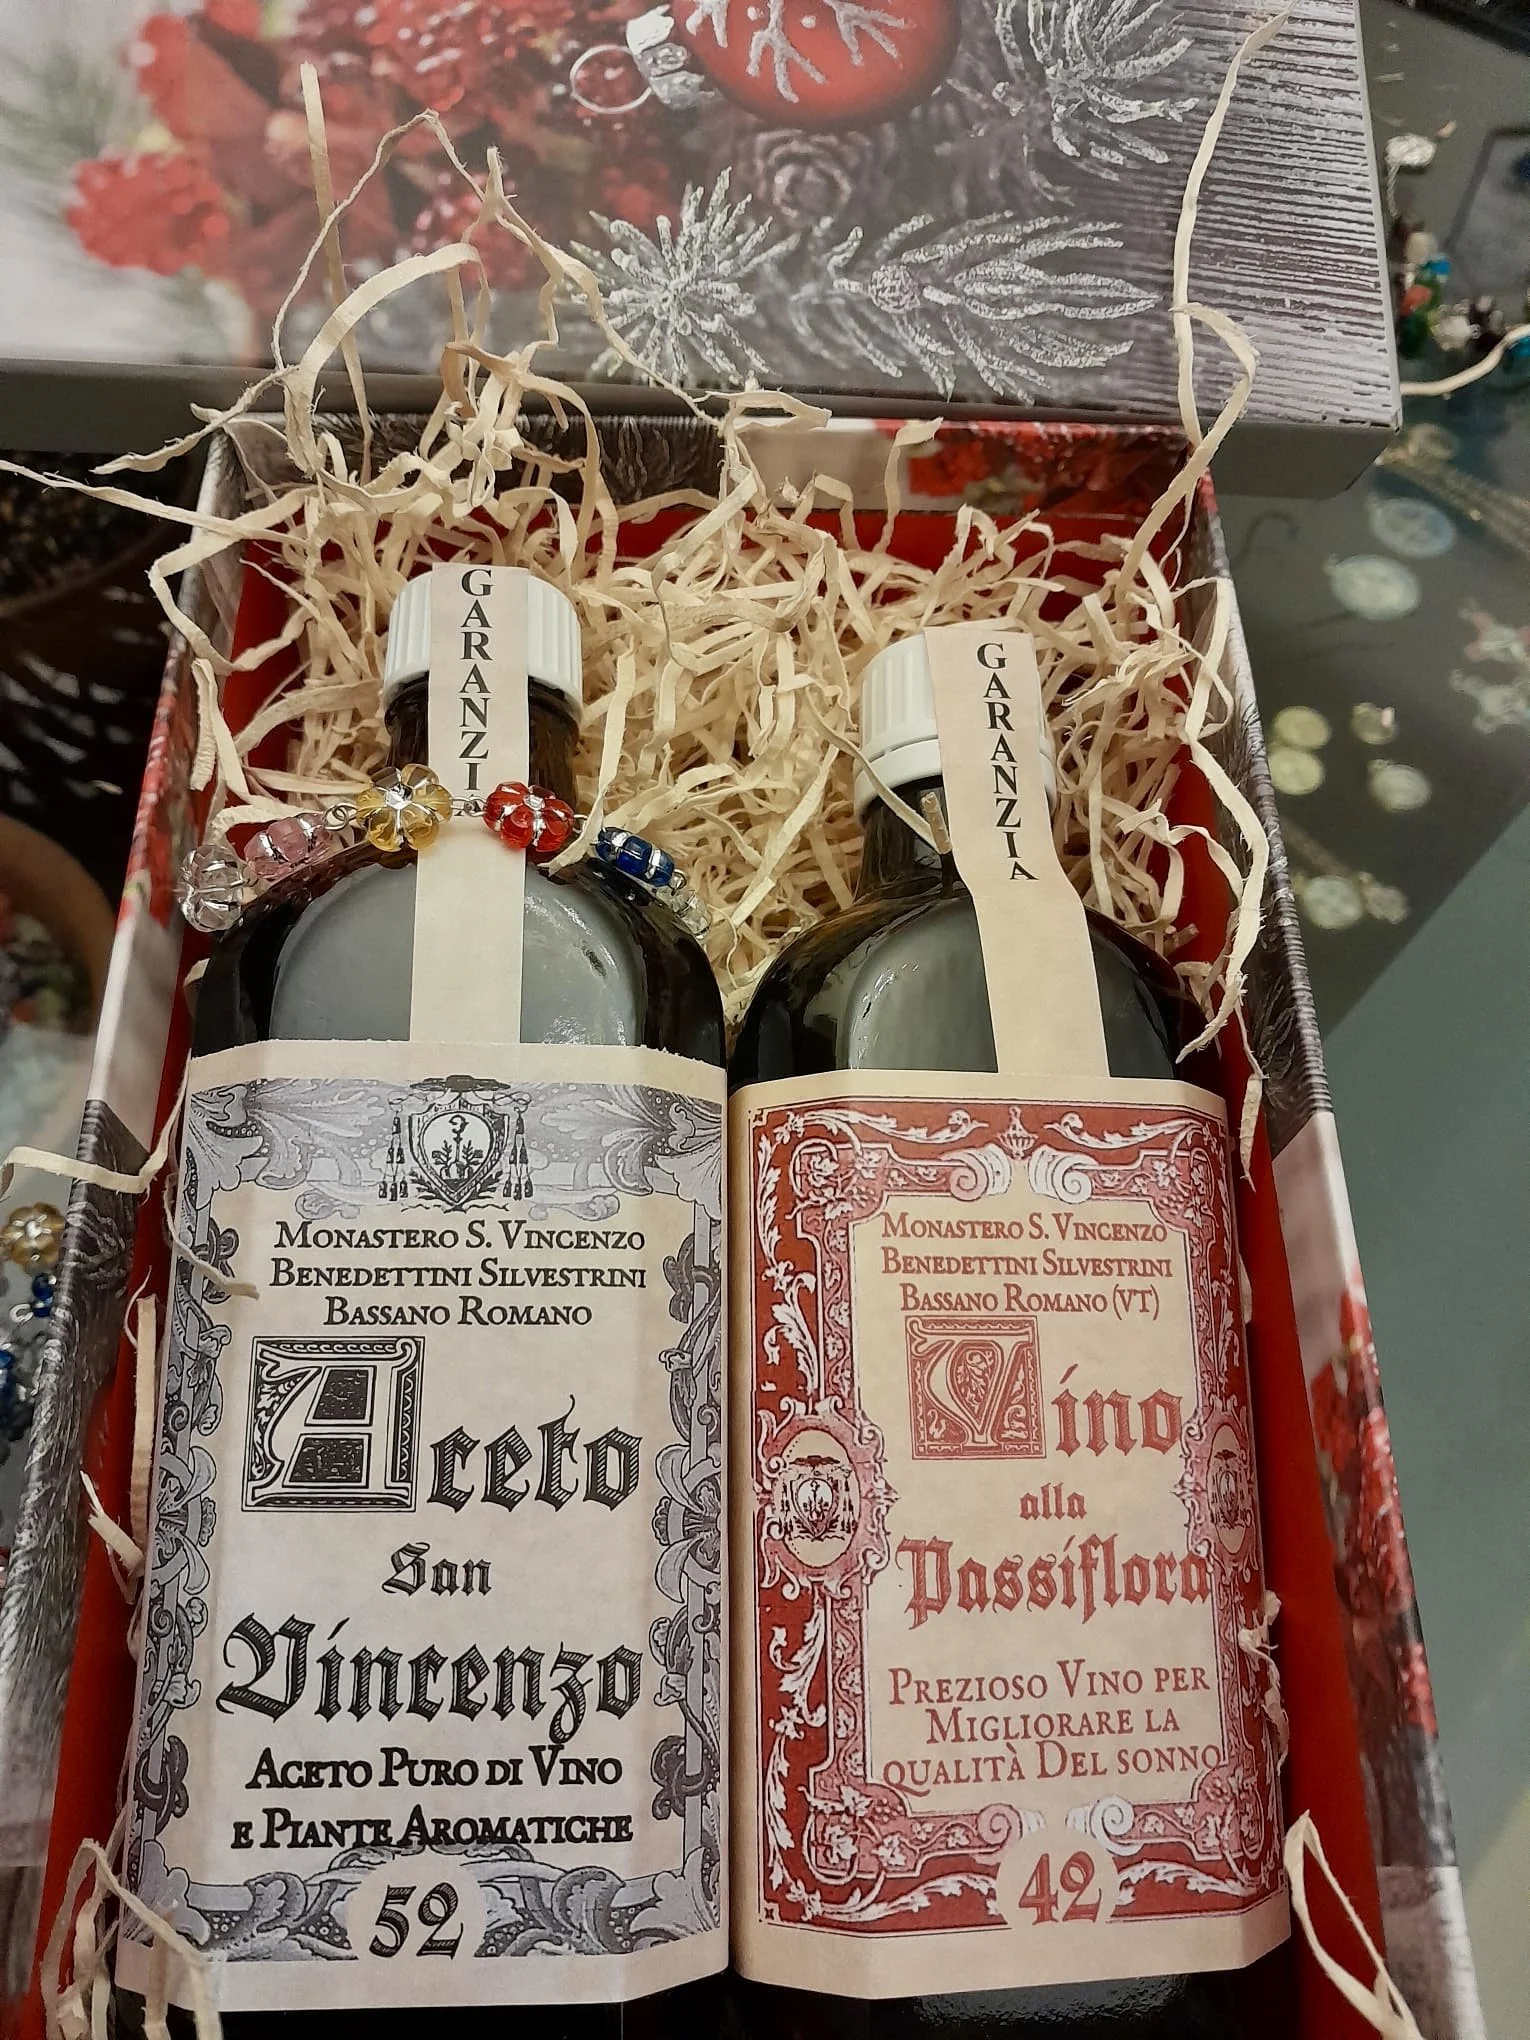 GARANZIA
MONASTERO S. VINCENZO
BENEDETTINI SILVESTRINI
BASSANO ROMANO
Aceto
San
Vincenzo
ACETO PURO DI VINO
E PIANTE AROMATICHE
52
GARANZIA
MONASTERO S. VINCENZO
BENEDETTINI SILVESTRINI
BASSANO ROMANO (VT)
Vino
alla
Passiflora
PREZIOSO VINO PER
MIGLIORARE LA
QUALITÀ DEL SONNO
42